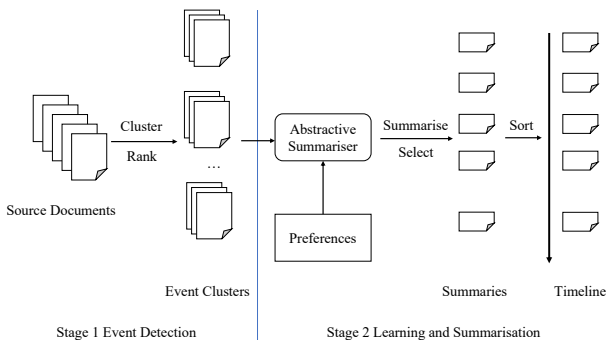 Cluster
Rank
...
Source Documents
Event Clusters
Stage 1 Event Detection
Abstractive
Summariser
Preferences
Summarise
Select
Sort
Summaries
Timeline
Stage 2 Learning and Summarisation